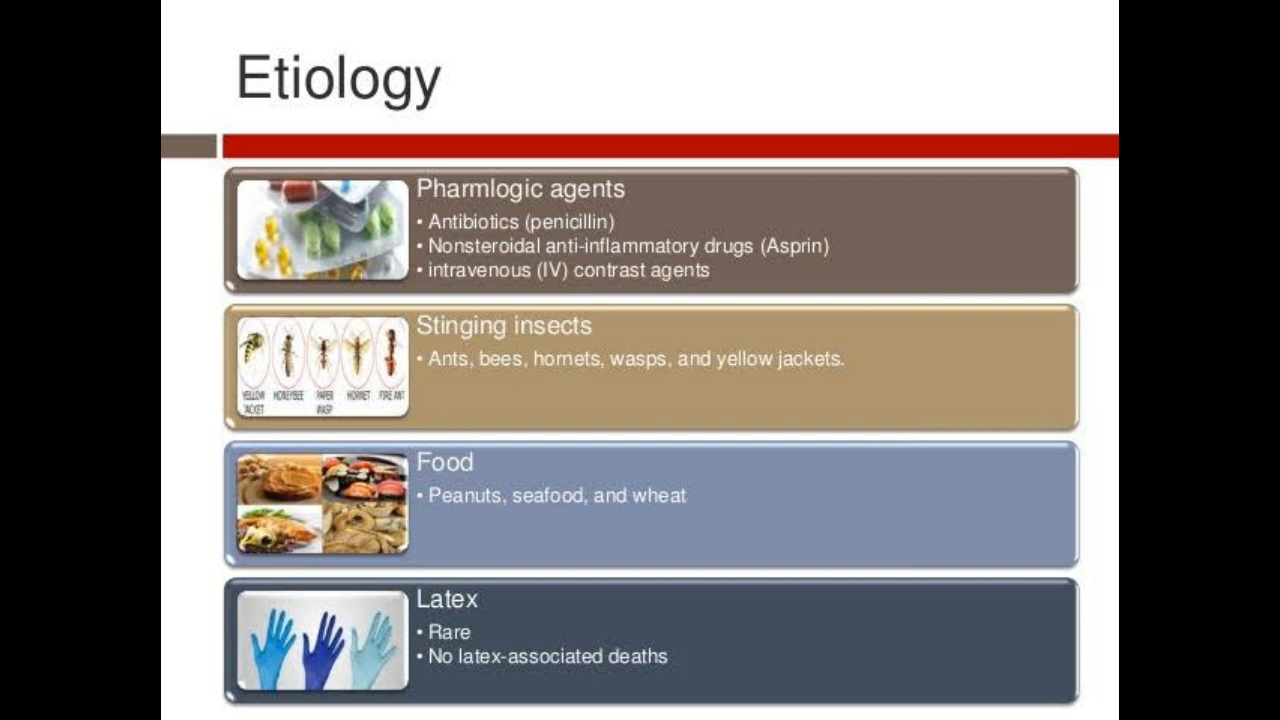 Etiology
Pharmlogic agents
• Antibiotics (penicillin)
• Nonsteroidal anti-inflammatory drugs (Asprin)
• intravenous (IV) contrast agents
Stinging insects
• Ants, bees, hornets, wasps, and yellow jackets.
YELLOW JACKET HONEYBEE PAPER WASP HORNET FIRE ANT
Food
• Peanuts, seafood, and wheat
Latex
• Rare
• No latex-associated deaths